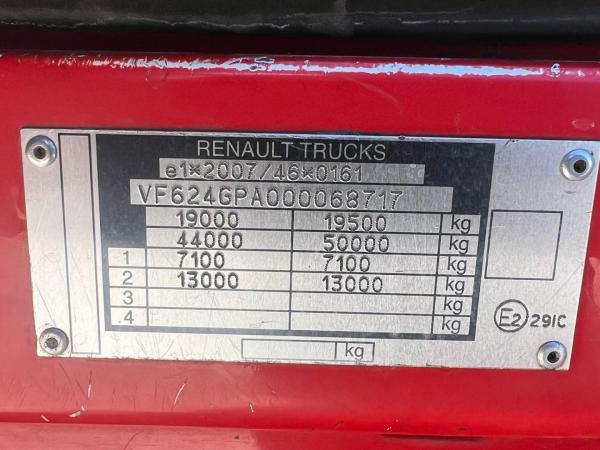 RENAULT TRUCKS
e1*2007/46*0161
VF624GPA000068717
19000 19500 kg
44000 50000 kg
1 7100 7100 kg
2 13000 13000 kg
3 kg
4 kg
E2 291C
kg